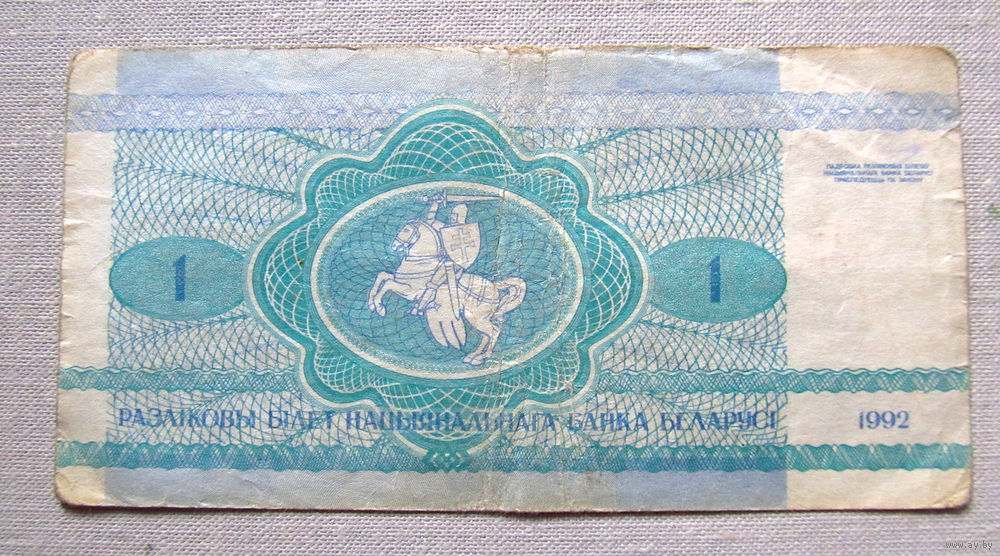 ПАДРОБКА РАЗЛІКОВЫХ БІЛЕТАЎ
НАЦЫЯНАЛЬНАГА БАНКА БЕЛАРУСІ
ПРАСЛЕДУЕЦЦА ПА ЗАКОНУ
1 1
РАЗЛІКОВЫ БІЛЕТ НАЦЫЯНАЛЬНАГА БАНКА БЕЛАРУСІ 1992
www.ay.by